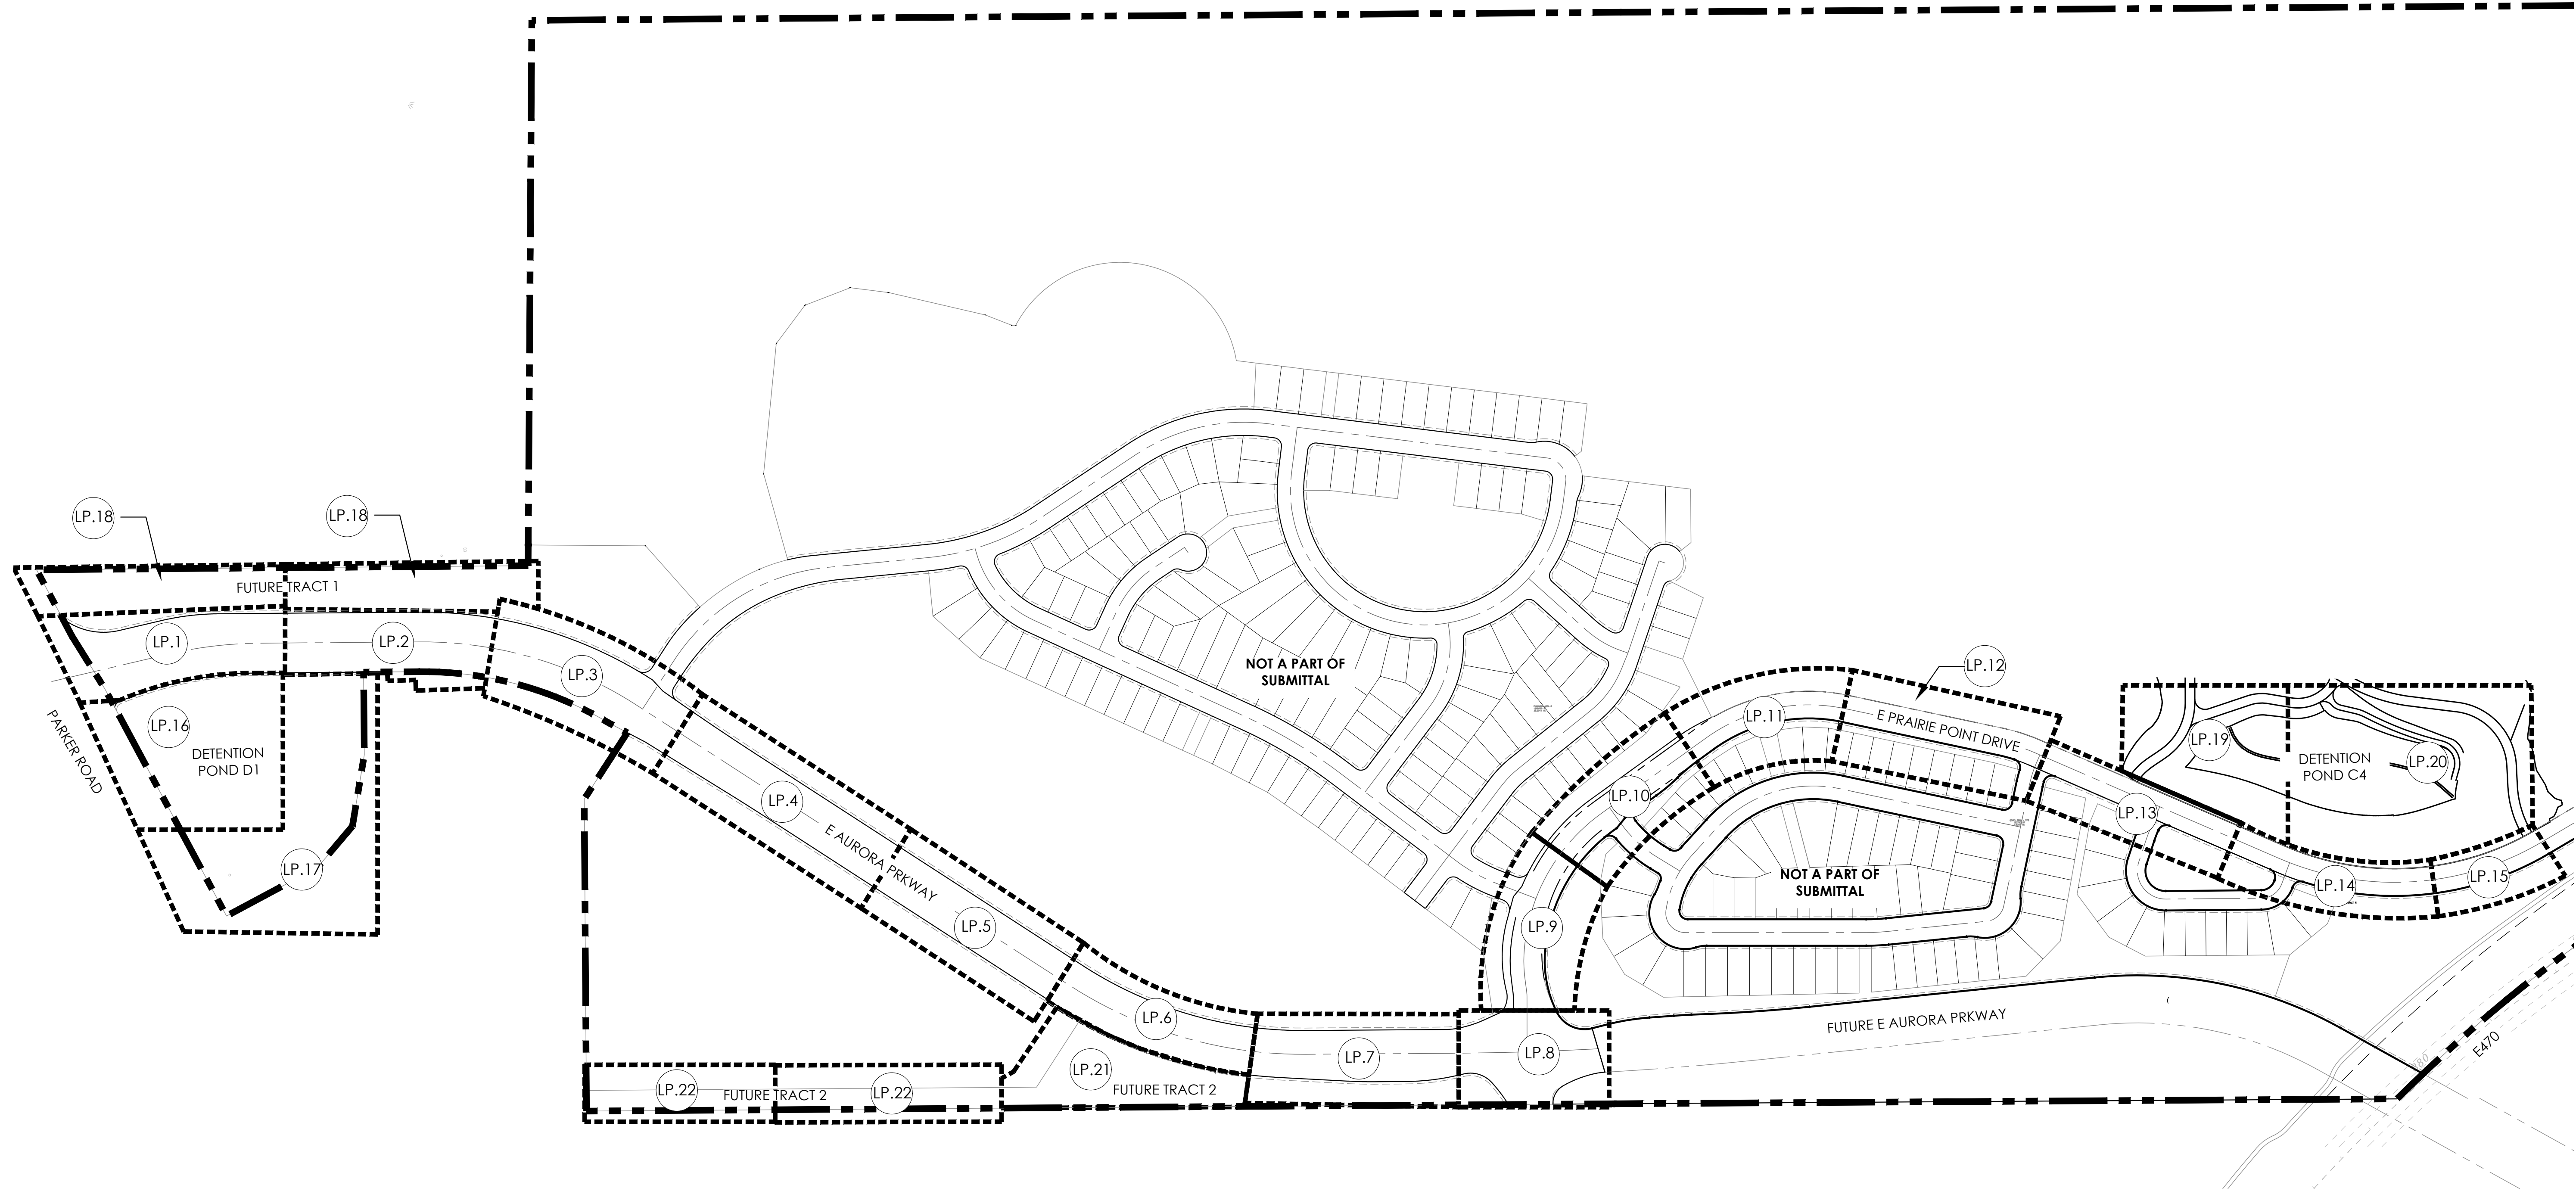 LP.18
LP.18
FUTURE TRACT 1
LP.1
LP.2
LP.3
LP.16
DETENTION
POND D1
PARKER ROAD
LP.17
LP.4
E AURORA PRKWAY
LP.5
LP.6
LP.7
LP.8
LP.21
FUTURE TRACT 2
LP.22
FUTURE TRACT 2
LP.22
NOT A PART OF
SUBMITTAL
LP.12
LP.11
E PRAIRIE POINT DRIVE
LP.10
LP.9
NOT A PART OF
SUBMITTAL
LP.13
LP.19
DETENTION
POND C4
LP.20
LP.14
LP.15
FUTURE E AURORA PRKWAY
E470